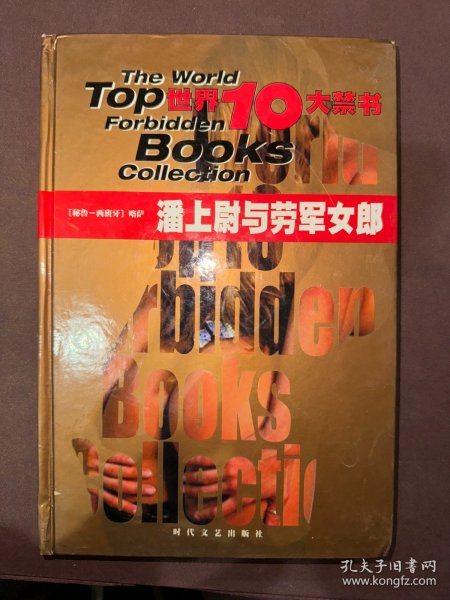 The World
Top世界10大禁书
Forbidden
Books
Collection
[秘鲁-西班牙] 略萨
潘上尉与劳军女郎
rbidden
Books
Collectio
时代文艺出版社
孔夫子旧书网
www.kongfz.com